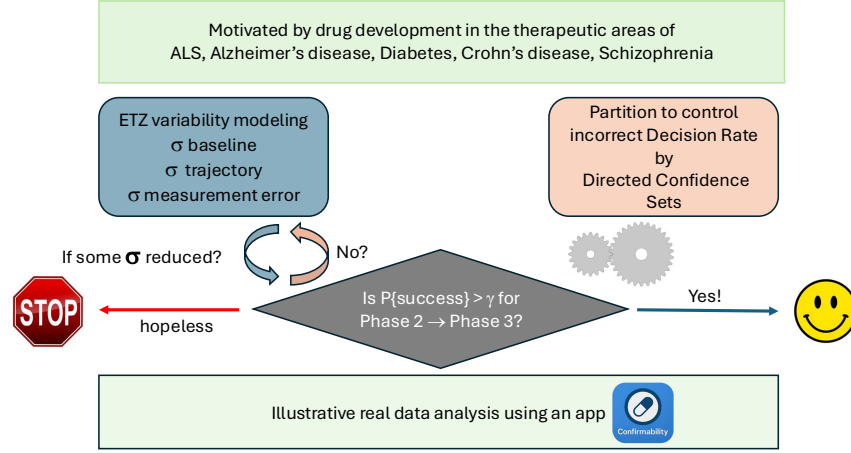 Motivated by drug development in the therapeutic areas of
ALS, Alzheimer's disease, Diabetes, Crohn's disease, Schizophrenia
ETZ variability modeling
σ baseline
σ trajectory
σ measurement error
Partition to control
incorrect Decision Rate
by
Directed Confidence
Sets
If some σ reduced?
No?
STOP
hopeless
Is P{success} > γ for
Phase 2 → Phase 3?
Yes!
Illustrative real data analysis using an app
Confirmability